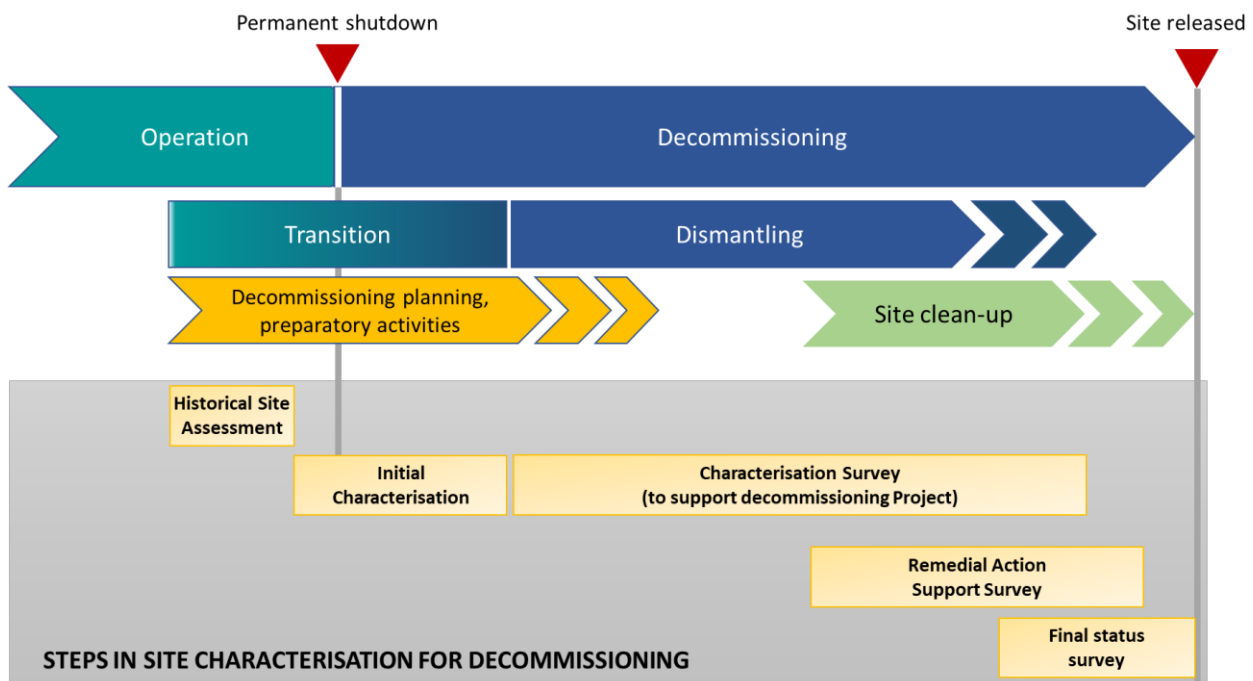 Permanent shutdown
Site released
Operation
Decommissioning
Transition
Dismantling
Decommissioning planning,
preparatory activities
Site clean-up
Historical Site
Assessment
Initial
Characterisation
Characterisation Survey
(to support decommissioning Project)
Remedial Action
Support Survey
Final status
survey
STEPS IN SITE CHARACTERISATION FOR DECOMMISSIONING